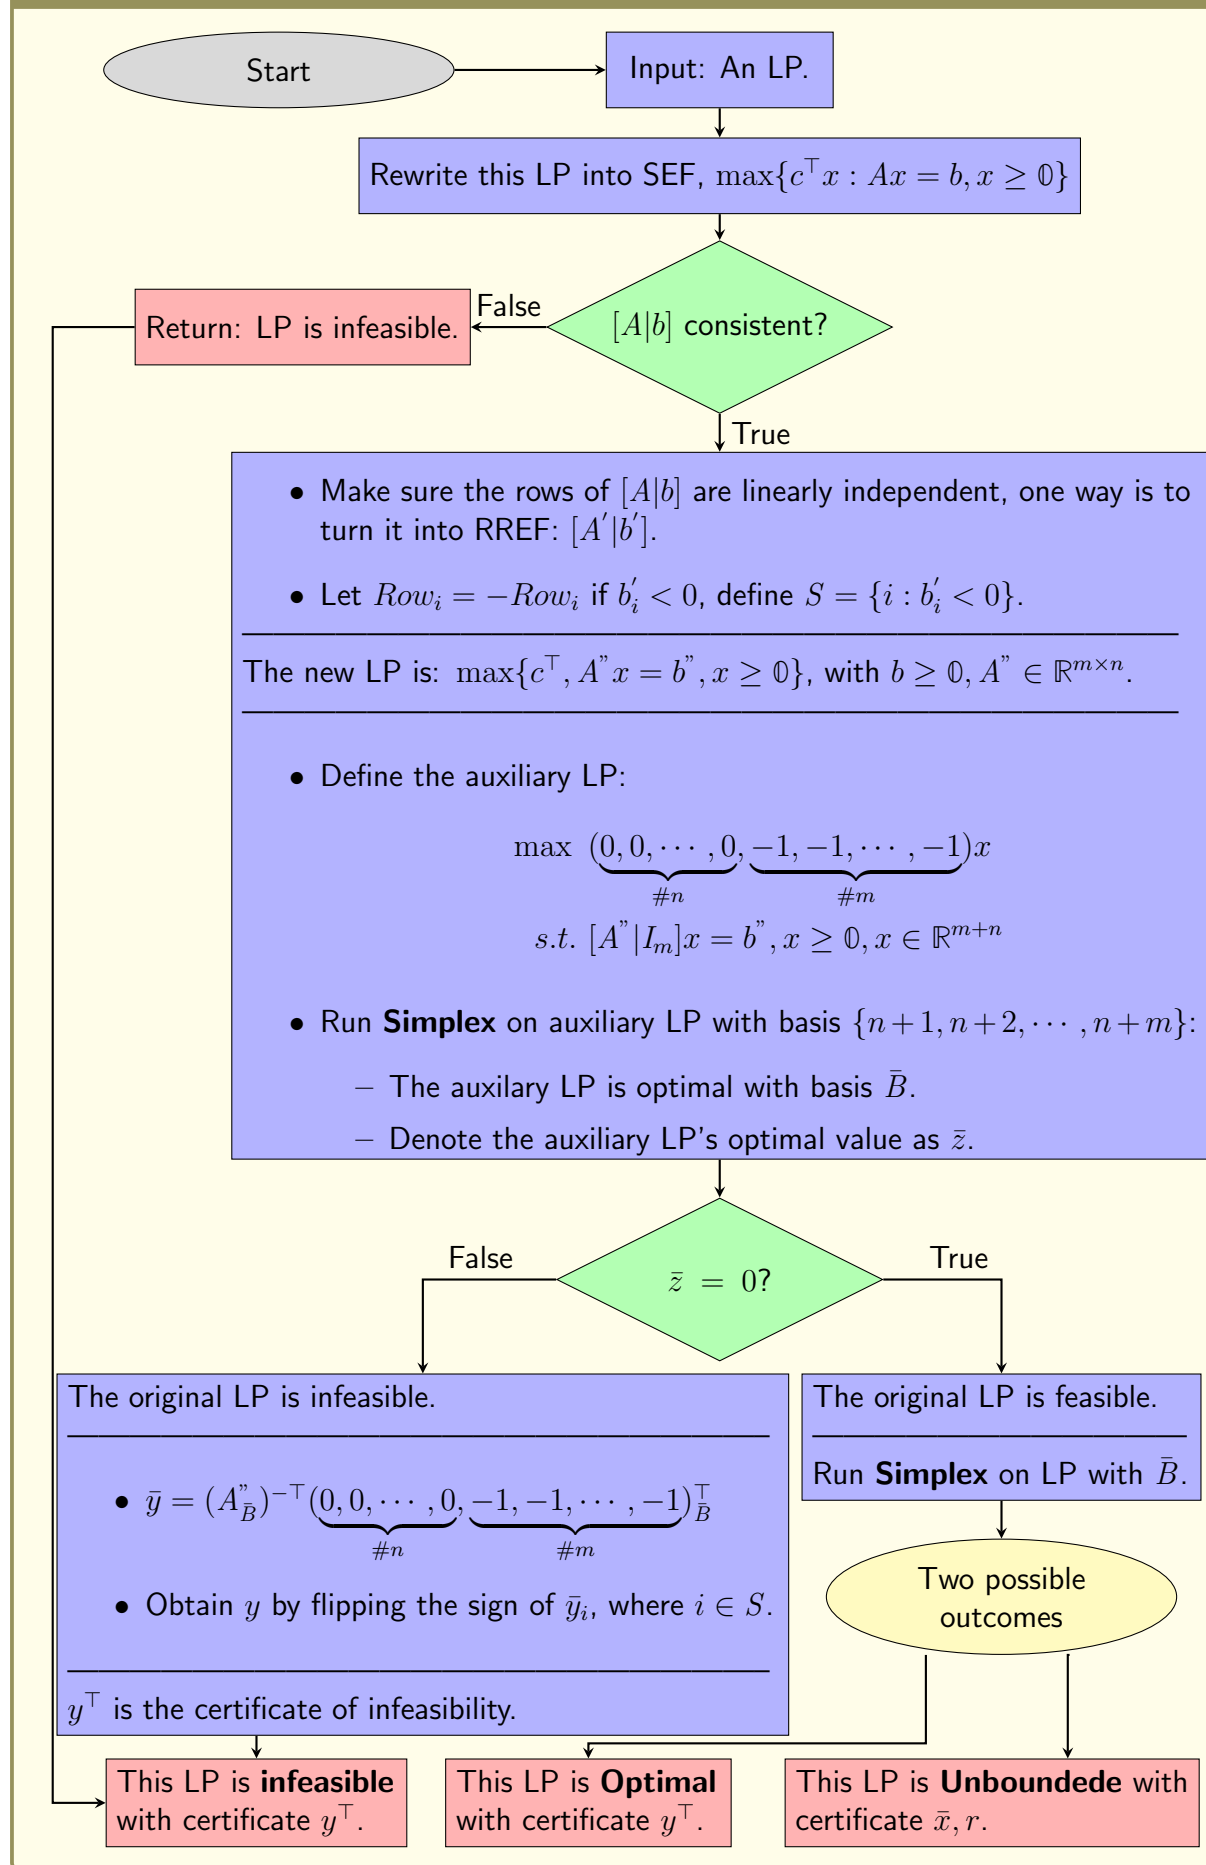 Start
Input: An LP.
Rewrite this LP into SEF, max{c⊤x : Ax = b, x ≥ 𝟘}
[A|b] consistent?
False
Return: LP is infeasible.
True
• Make sure the rows of [A|b] are linearly independent, one way is to
turn it into RREF: [A'|b'].
• Let Row_i = −Row_i if b'_i < 0, define S = {i : b'_i < 0}.
The new LP is: max{c⊤, A”x = b”, x ≥ 𝟘}, with b ≥ 𝟘, A” ∈ ℝ^{m×n}.
• Define the auxiliary LP:
max (0, 0, ⋯ , 0, −1, −1, ⋯ , −1)x
#n #m
s.t. [A”|I_m]x = b”, x ≥ 𝟘, x ∈ ℝ^{m+n}
• Run Simplex on auxiliary LP with basis {n + 1, n + 2, ⋯ , n + m}:
– The auxilary LP is optimal with basis B̄.
– Denote the auxiliary LP's optimal value as z̄.
z̄ = 0?
False
True
The original LP is infeasible.
• ȳ = (A”_B̄)^{−⊤}(0, 0, ⋯ , 0, −1, −1, ⋯ , −1)⊤_B̄
#n #m
• Obtain y by flipping the sign of ȳ_i, where i ∈ S.
y⊤ is the certificate of infeasibility.
The original LP is feasible.
Run Simplex on LP with B̄.
Two possible
outcomes
This LP is infeasible
with certificate y⊤.
This LP is Optimal
with certificate y⊤.
This LP is Unboundede with
certificate x̄, r.